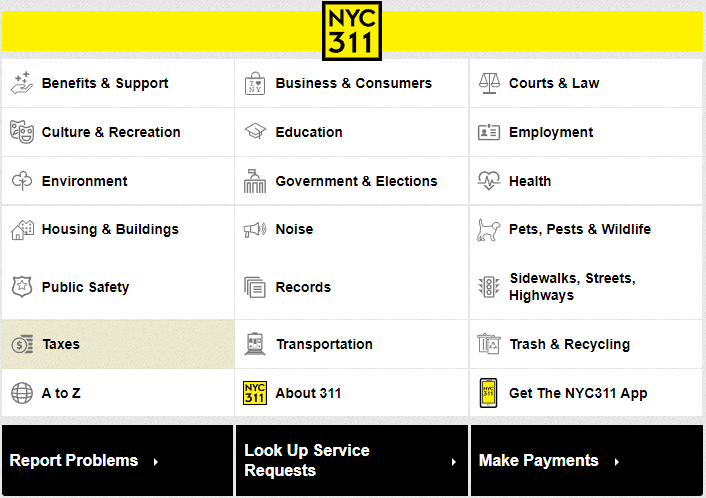 NYC
311
Benefits & Support
Business & Consumers
Courts & Law
Culture & Recreation
Education
Employment
Environment
Government & Elections
Health
Housing & Buildings
Noise
Pets, Pests & Wildlife
Public Safety
Records
Sidewalks, Streets,
Highways
Taxes
Transportation
Trash & Recycling
A to Z
NYC
311
About 311
NYC
311
Get The NYC311 App
Report Problems
Look Up Service
Requests
Make Payments
I ♥
NY
$